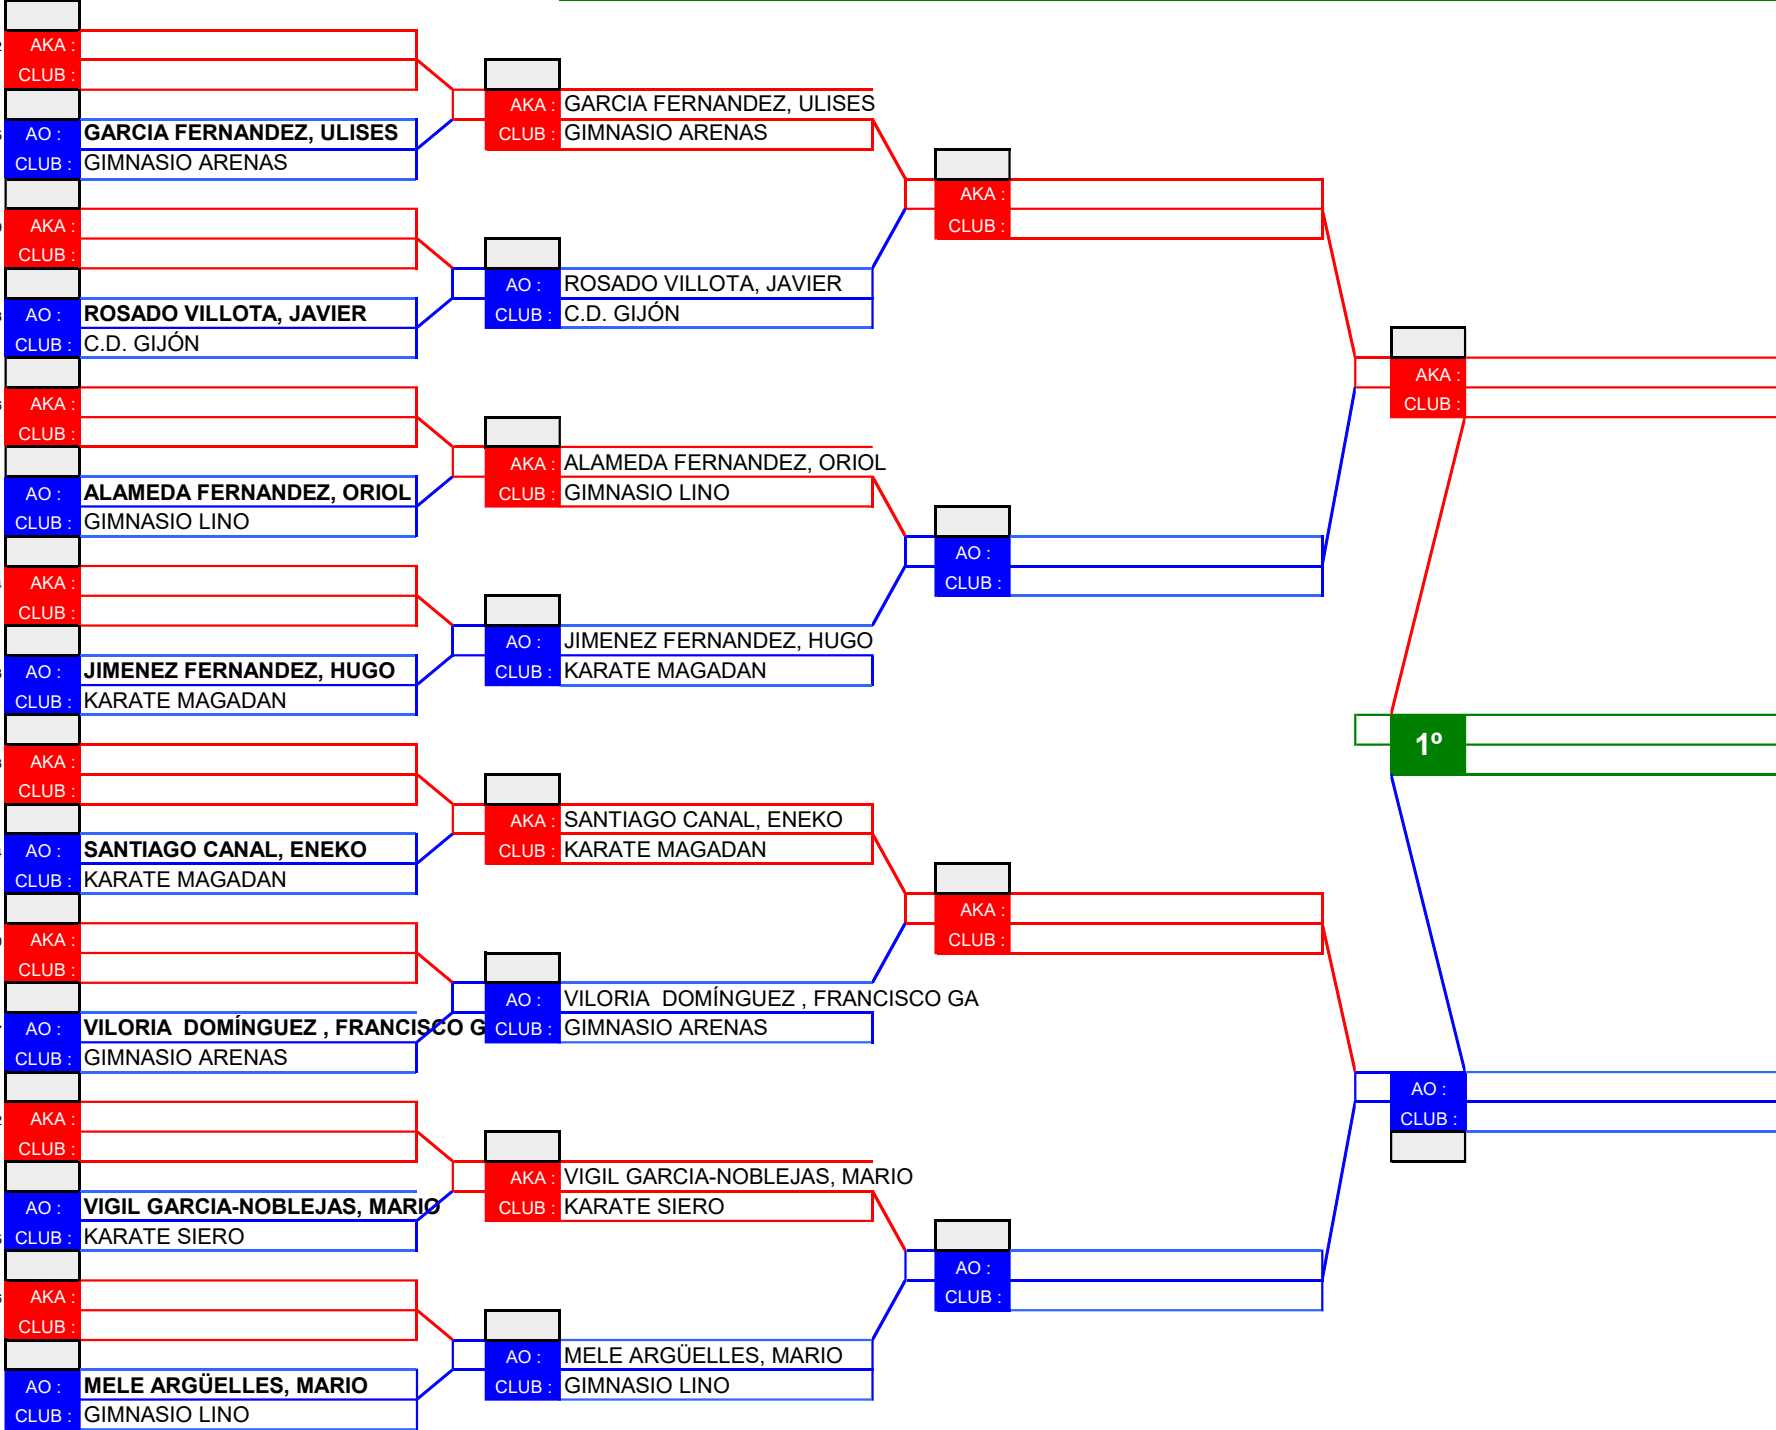 AKA :
CLUB :
AO : GARCIA FERNANDEZ, ULISES
CLUB : GIMNASIO ARENAS
AKA :
CLUB :
AO : ROSADO VILLOTA, JAVIER
CLUB : C.D. GIJÓN
AKA :
CLUB :
AO : ALAMEDA FERNANDEZ, ORIOL
CLUB : GIMNASIO LINO
AKA :
CLUB :
AO : JIMENEZ FERNANDEZ, HUGO
CLUB : KARATE MAGADAN
AKA :
CLUB :
AO : SANTIAGO CANAL, ENEKO
CLUB : KARATE MAGADAN
AKA :
CLUB :
AO : VILORIA  DOMÍNGUEZ , FRANCISCO G
CLUB : GIMNASIO ARENAS
AKA :
CLUB :
AO : VIGIL GARCIA-NOBLEJAS, MARIO
CLUB : KARATE SIERO
AKA :
CLUB :
AO : MELE ARGÜELLES, MARIO
CLUB : GIMNASIO LINO
AKA : GARCIA FERNANDEZ, ULISES
CLUB : GIMNASIO ARENAS
AO : ROSADO VILLOTA, JAVIER
CLUB : C.D. GIJÓN
AKA : ALAMEDA FERNANDEZ, ORIOL
CLUB : GIMNASIO LINO
AO : JIMENEZ FERNANDEZ, HUGO
CLUB : KARATE MAGADAN
AKA : SANTIAGO CANAL, ENEKO
CLUB : KARATE MAGADAN
AO : VILORIA  DOMÍNGUEZ , FRANCISCO GA
CLUB : GIMNASIO ARENAS
AKA : VIGIL GARCIA-NOBLEJAS, MARIO
CLUB : KARATE SIERO
AO : MELE ARGÜELLES, MARIO
CLUB : GIMNASIO LINO
AKA :
CLUB :
AO :
CLUB :
AKA :
CLUB :
AO :
CLUB :
AKA :
CLUB :
1º
AO :
CLUB :